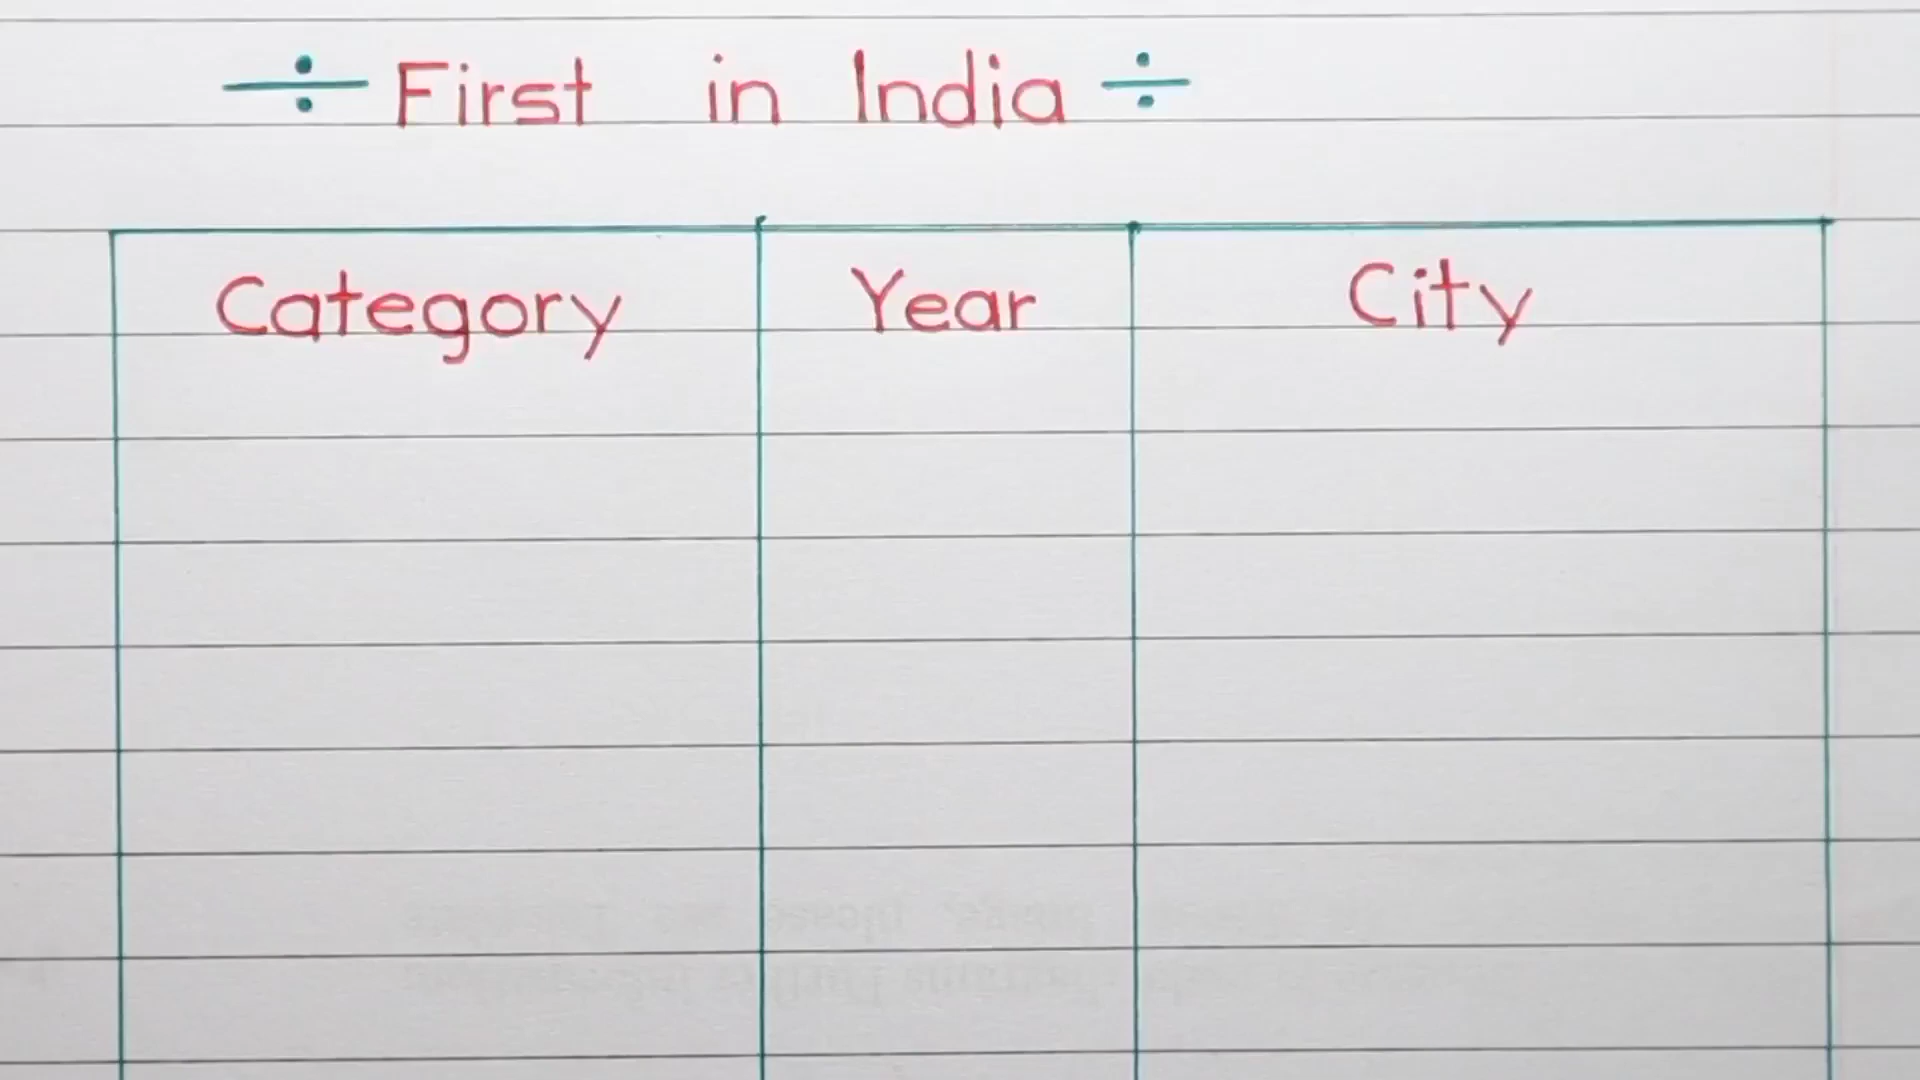 ÷ First in India ÷
Category Year City